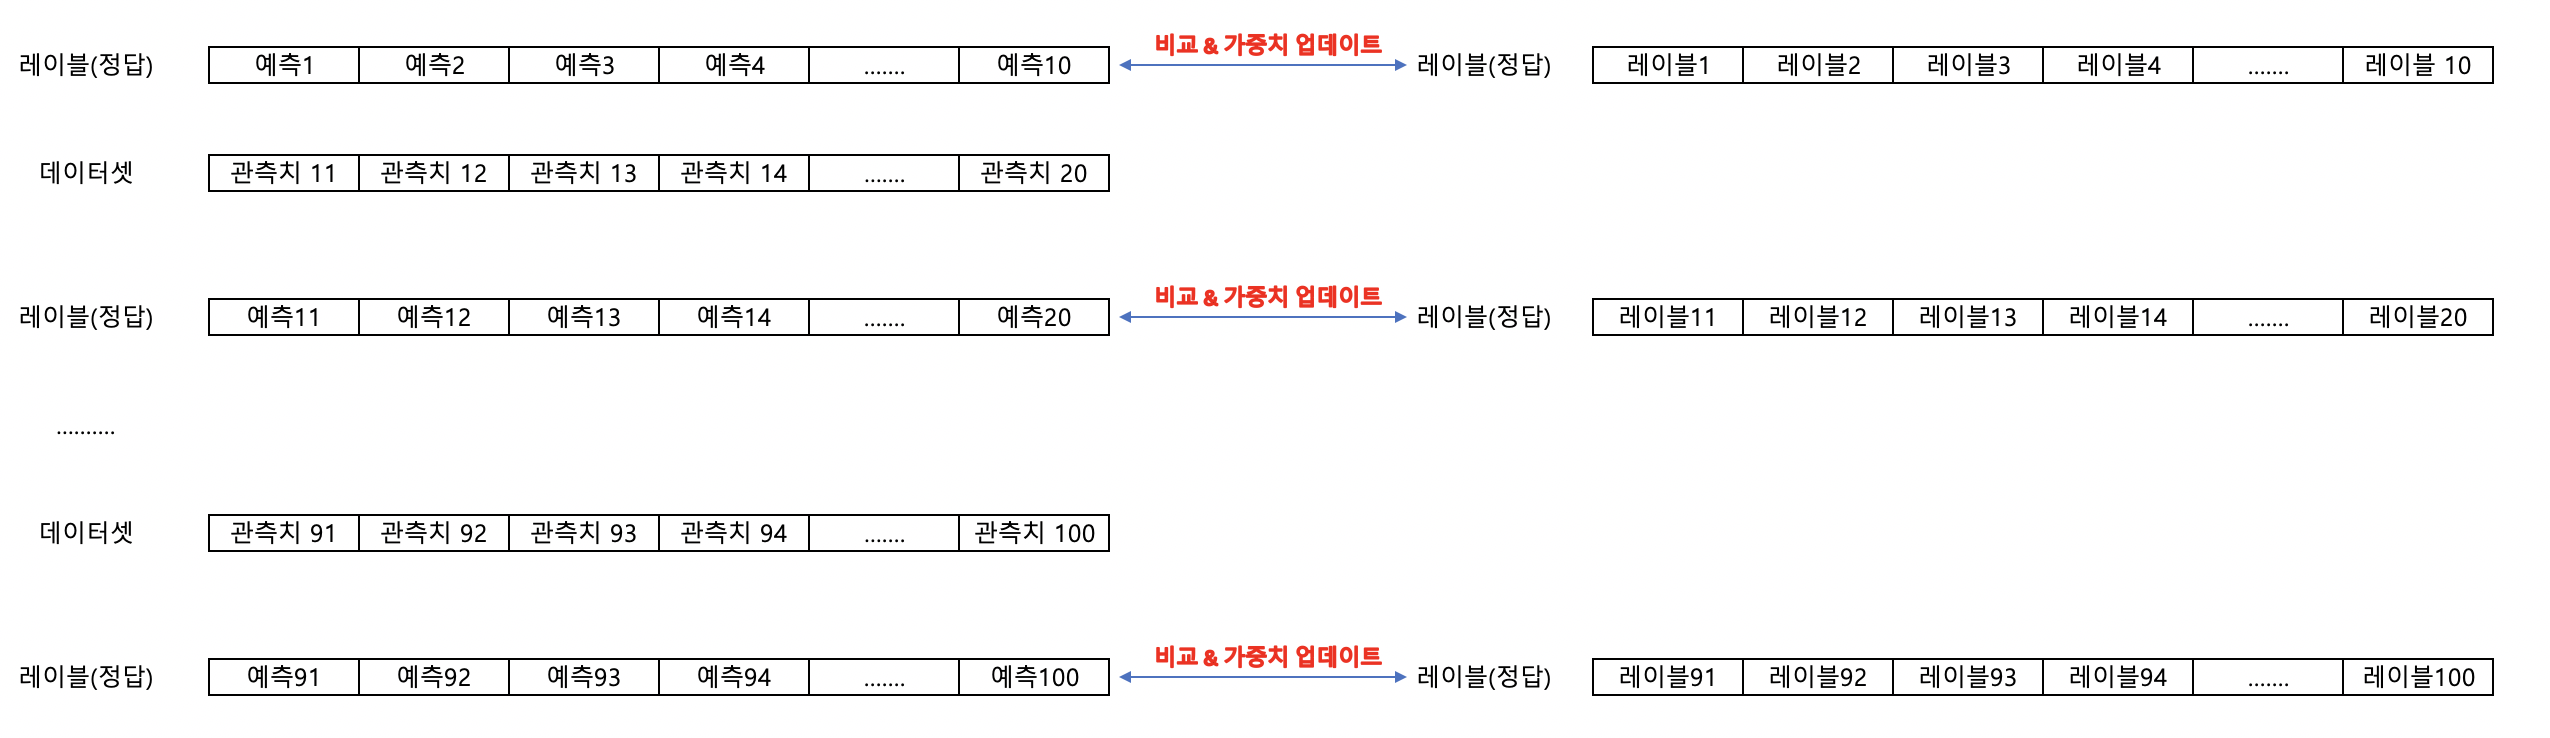 비교 & 가중치 업데이트
레이블(정답) 예측1 예측2 예측3 예측4 ....... 예측10 레이블(정답) 레이블1 레이블2 레이블3 레이블4 ....... 레이블 10
데이터셋 관측치 11 관측치 12 관측치 13 관측치 14 ....... 관측치 20
비교 & 가중치 업데이트
레이블(정답) 예측11 예측12 예측13 예측14 ....... 예측20 레이블(정답) 레이블11 레이블12 레이블13 레이블14 ....... 레이블20
..........
데이터셋 관측치 91 관측치 92 관측치 93 관측치 94 ....... 관측치 100
비교 & 가중치 업데이트
레이블(정답) 예측91 예측92 예측93 예측94 ....... 예측100 레이블(정답) 레이블91 레이블92 레이블93 레이블94 ....... 레이블100